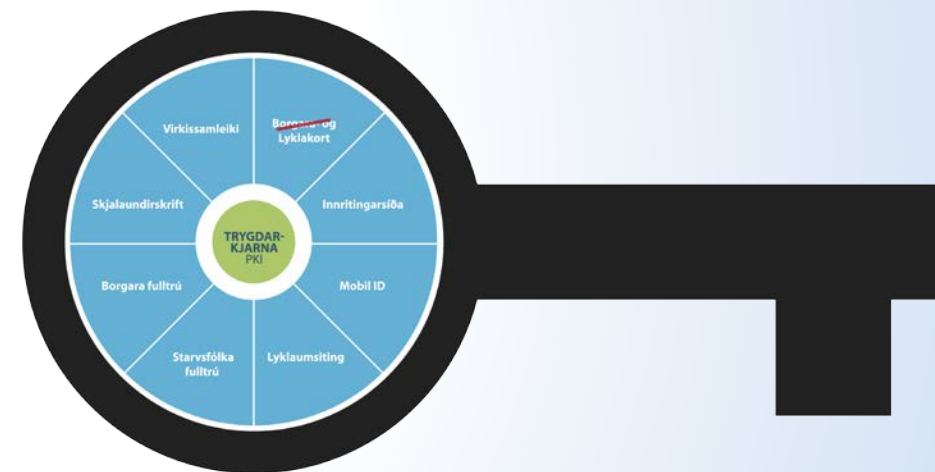 Virkissamleiki
Borgara- og
Lyklakort
Skjalaundirskrift
Innritingarsíða
TRYGDAR-
KJARNA
PKI
Borgara fulltrú
Mobil ID
Starvsfólka
fulltrú
Lyklaumsiting